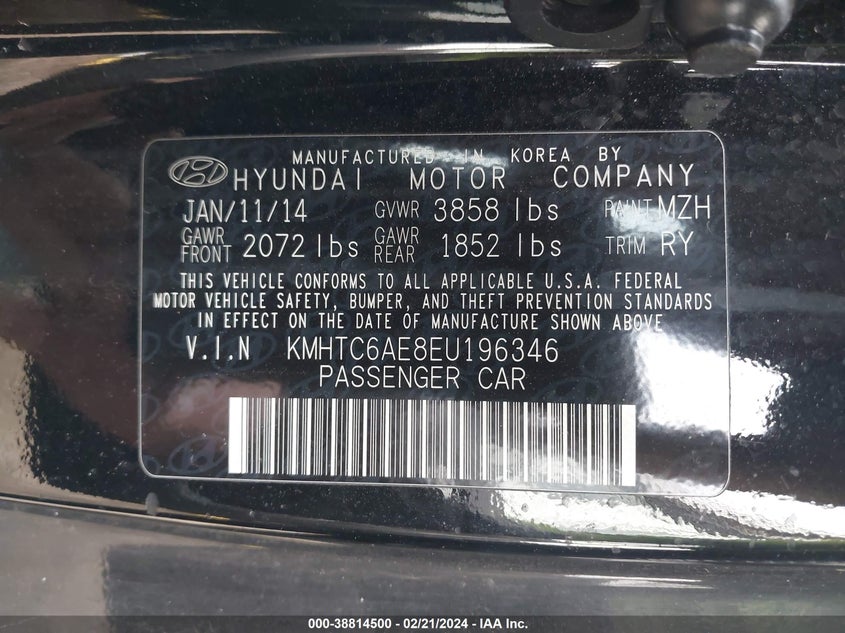 MANUFACTURED IN KOREA BY
HYUNDAI MOTOR COMPANY
JAN/11/14 GVWR 3858 lbs PAINT MZH
GAWR FRONT 2072 lbs GAWR REAR 1852 lbs TRIM RY
THIS VEHICLE CONFORMS TO ALL APPLICABLE U.S.A. FEDERAL
MOTOR VEHICLE SAFETY, BUMPER, AND THEFT PREVENTION STANDARDS
IN EFFECT ON THE DATE OF MANUFACTURE SHOWN ABOVE
V.I.N KMHTC6AE8EU196346
PASSENGER CAR
000-38814500 - 02/21/2024 - IAA Inc.